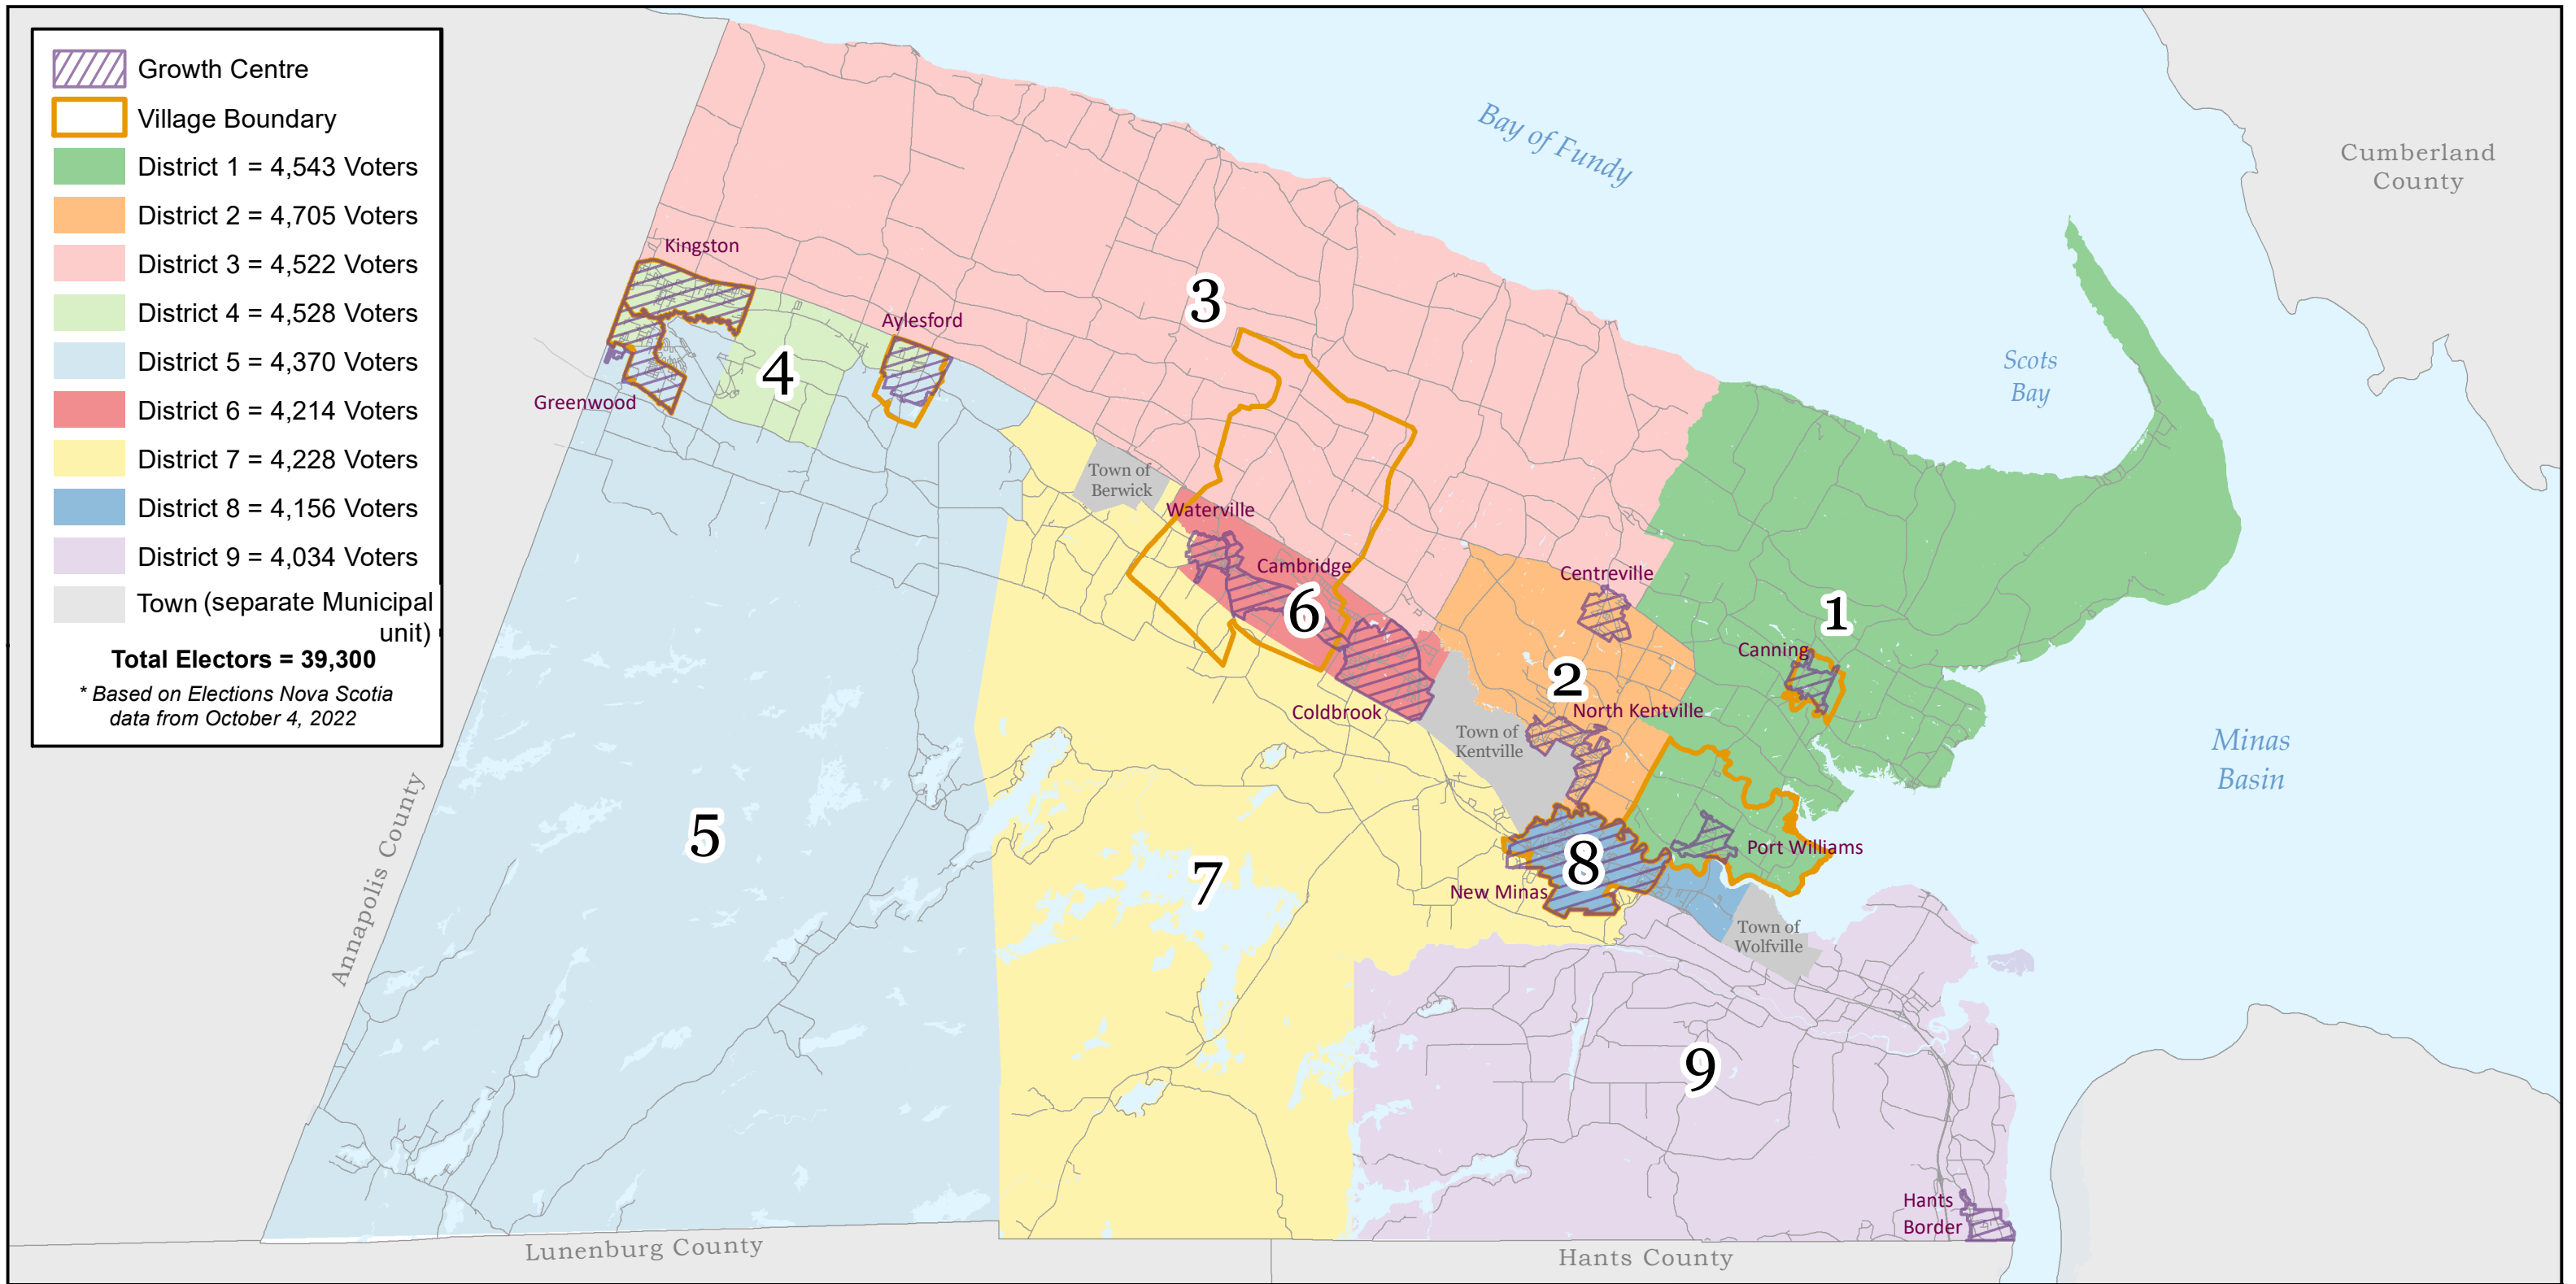 Growth Centre
Village Boundary
District 1 = 4,543 Voters
District 2 = 4,705 Voters
District 3 = 4,522 Voters
District 4 = 4,528 Voters
District 5 = 4,370 Voters
District 6 = 4,214 Voters
District 7 = 4,228 Voters
District 8 = 4,156 Voters
District 9 = 4,034 Voters
Town (separate Municipal
unit)
Total Electors = 39,300
* Based on Elections Nova Scotia
data from October 4, 2022
Bay of Fundy
Cumberland
County
Kingston
3
Aylesford
Scots
Bay
4
Greenwood
Town of
Berwick
Waterville
Cambridge
Centreville
6
1
Canning
2
Coldbrook
North Kentville
Town of
Kentville
Minas
Basin
Annapolis County
5
7
8
Port Williams
New Minas
Town of
Wolfville
9
Hants
Border
Lunenburg County
Hants County